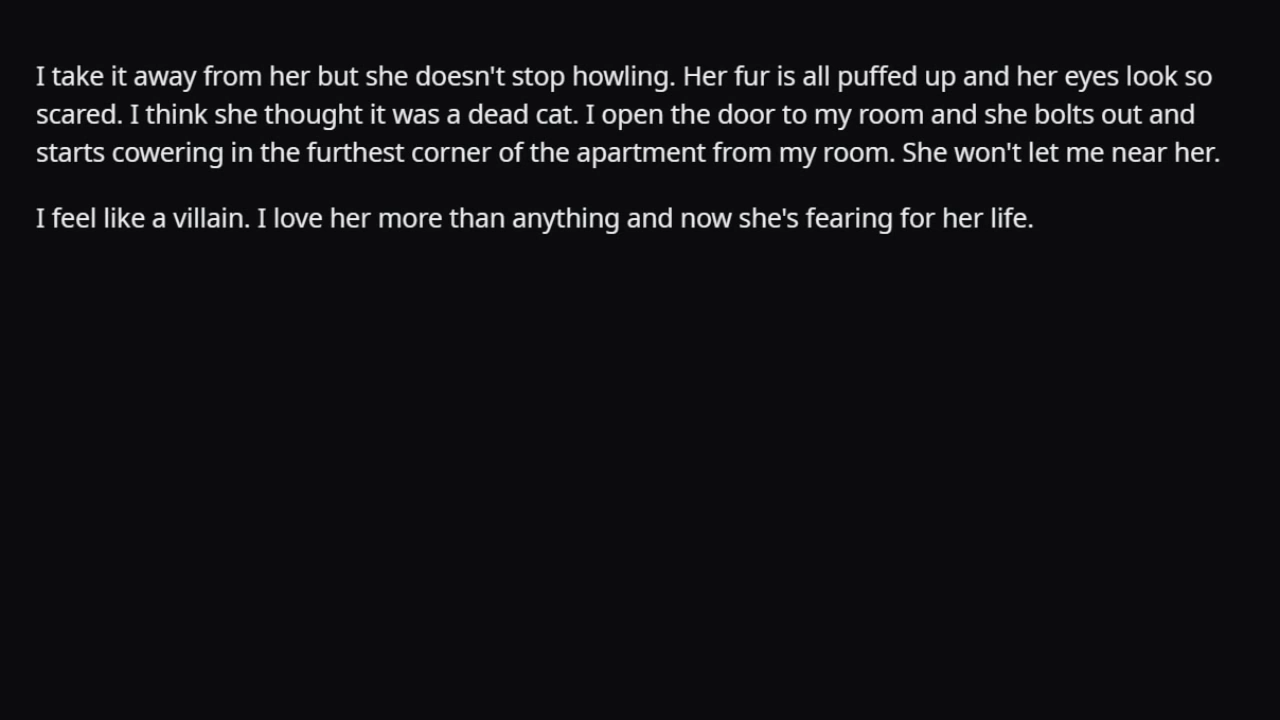 I take it away from her but she doesn't stop howling. Her fur is all puffed up and her eyes look so
scared. I think she thought it was a dead cat. I open the door to my room and she bolts out and
starts cowering in the furthest corner of the apartment from my room. She won't let me near her.
I feel like a villain. I love her more than anything and now she's fearing for her life.